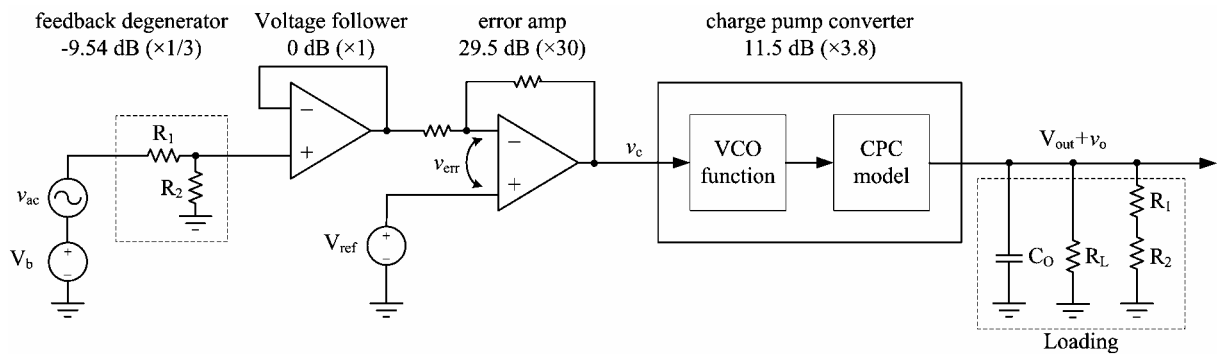 feedback degenerator
-9.54 dB (×1/3)
Voltage follower
0 dB (×1)
error amp
29.5 dB (×30)
charge pump converter
11.5 dB (×3.8)
R1
R2
vac
Vb
+
−
−
+
verr
−
+
Vref
+
−
vc
VCO
function
CPC
model
Vout+vo
CO
RL
R1
R2
Loading